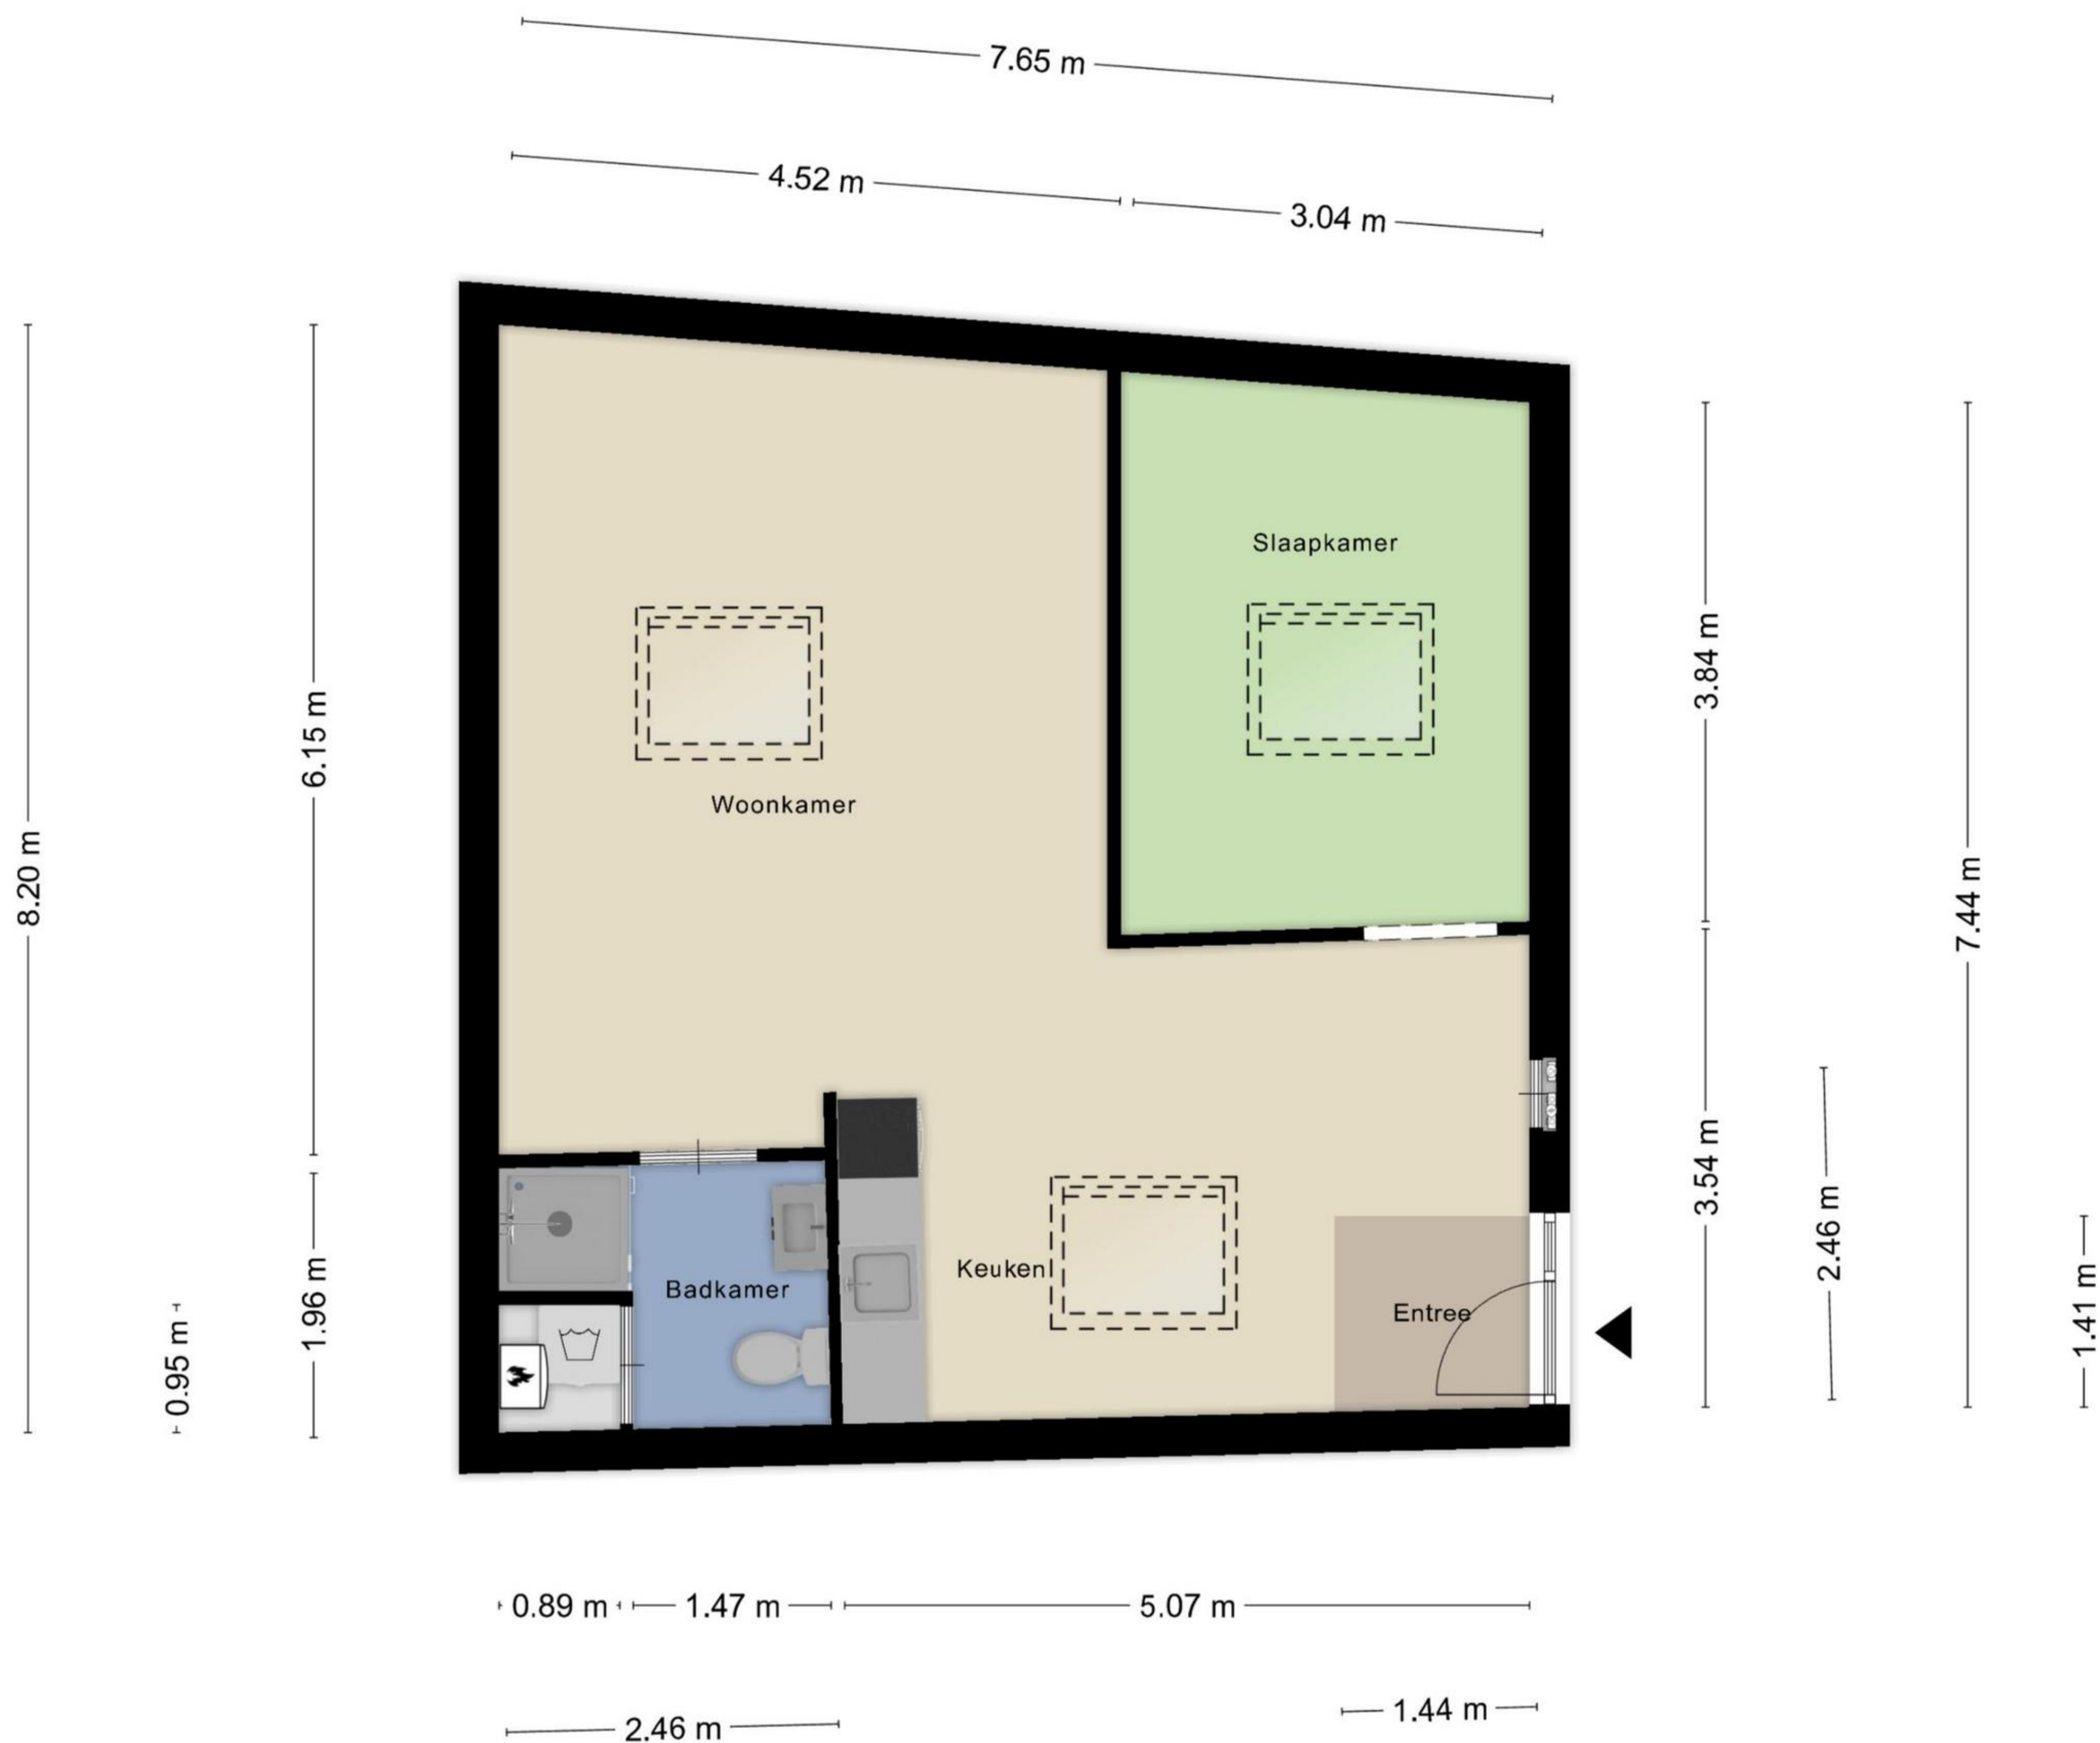 7.65 m
4.52 m
3.04 m
Slaapkamer
3.84 m
6.15 m
Woonkamer
8.20 m
7.44 m
3.54 m
2.46 m
Keuken
Badkamer
Entree
1.96 m
0.95 m
1.41 m
0.89 m
1.47 m
5.07 m
2.46 m
1.44 m